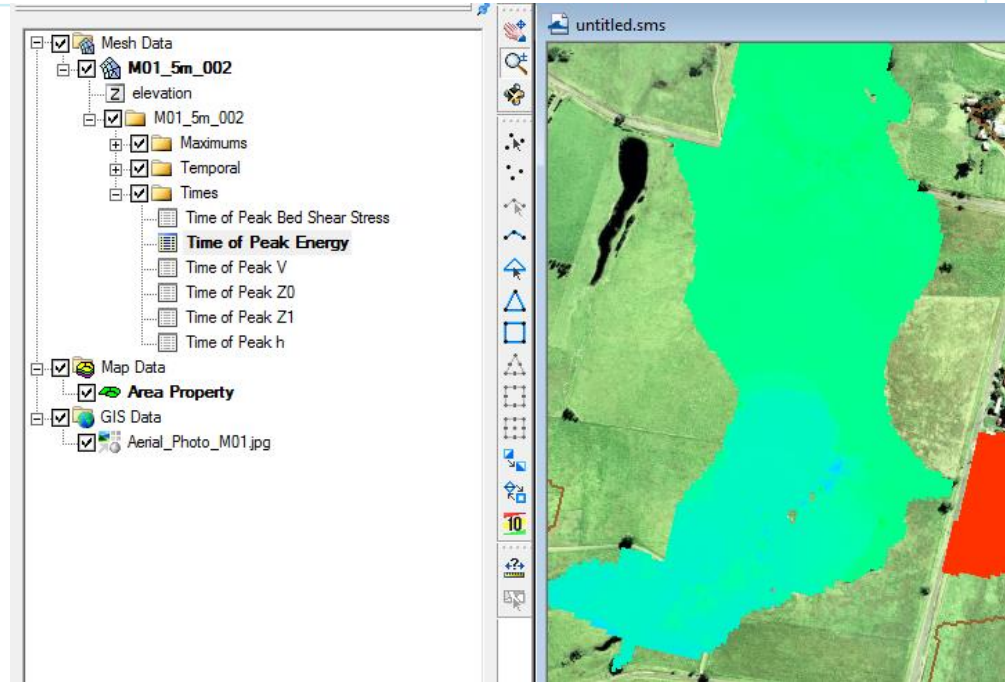 untitled.sms
Mesh Data
M01_5m_002
Z elevation
M01_5m_002
Maximums
Temporal
Times
Time of Peak Bed Shear Stress
Time of Peak Energy
Time of Peak V
Time of Peak Z0
Time of Peak Z1
Time of Peak h
Map Data
Area Property
GIS Data
Aerial_Photo_M01.jpg
10